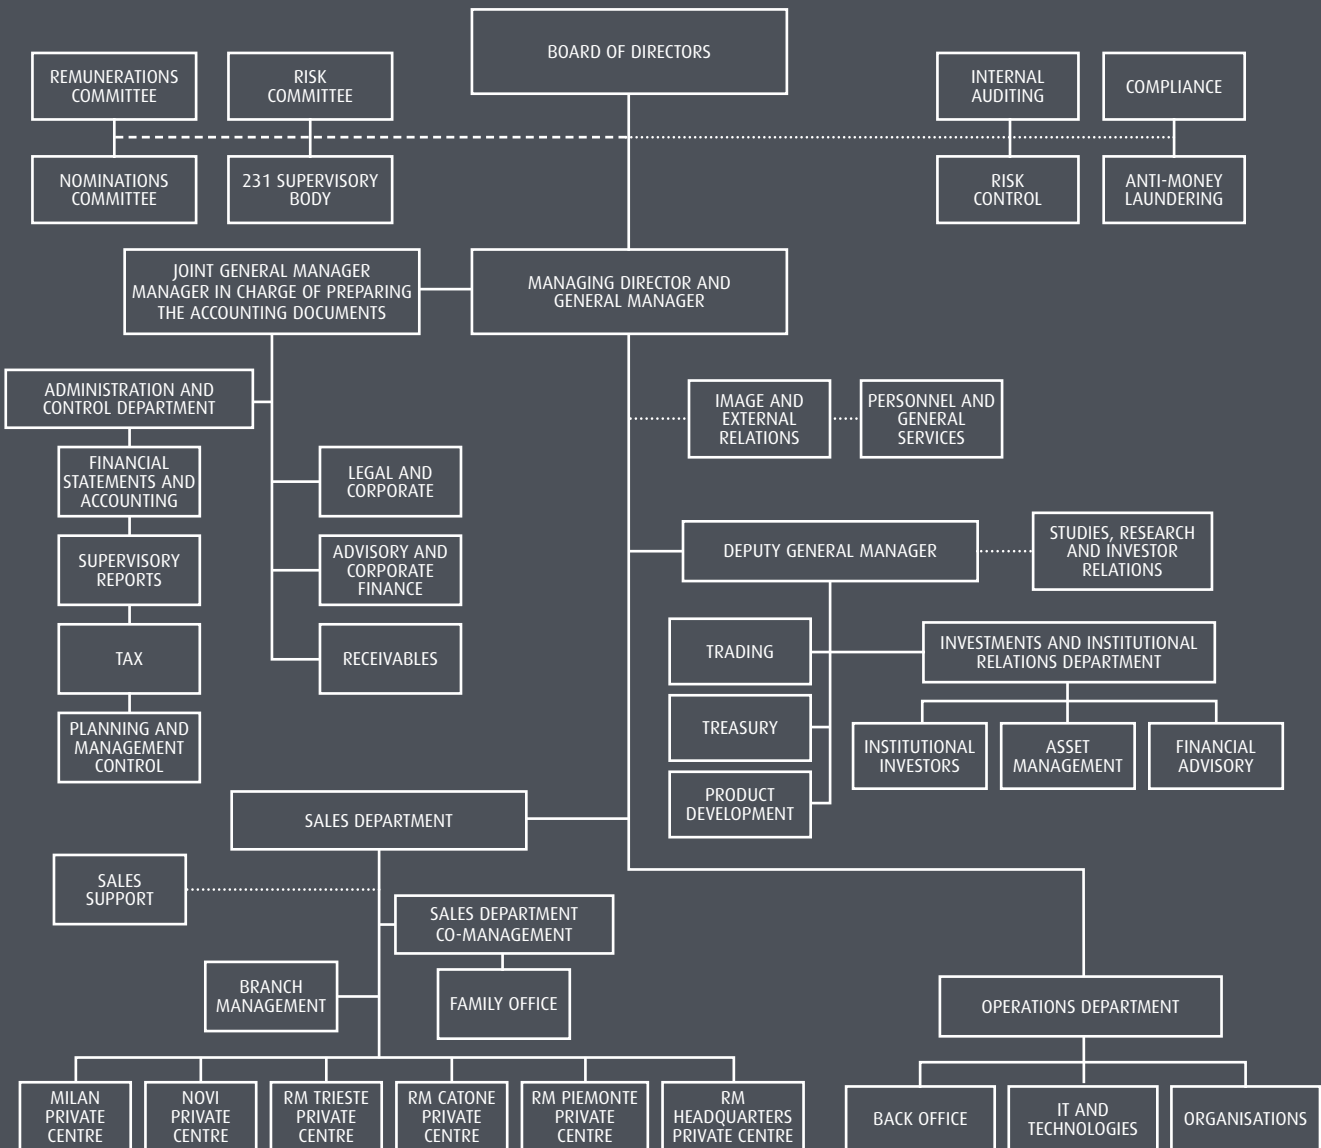 BOARD OF DIRECTORS
REMUNERATIONS
COMMITTEE
RISK
COMMITTEE
INTERNAL
AUDITING
COMPLIANCE
NOMINATIONS
COMMITTEE
231 SUPERVISORY
BODY
RISK
CONTROL
ANTI-MONEY
LAUNDERING
JOINT GENERAL MANAGER
MANAGER IN CHARGE OF PREPARING
THE ACCOUNTING DOCUMENTS
MANAGING DIRECTOR AND
GENERAL MANAGER
ADMINISTRATION AND
CONTROL DEPARTMENT
IMAGE AND
EXTERNAL
RELATIONS
PERSONNEL AND
GENERAL
SERVICES
FINANCIAL
STATEMENTS AND
ACCOUNTING
LEGAL AND
CORPORATE
SUPERVISORY
REPORTS
ADVISORY AND
CORPORATE
FINANCE
DEPUTY GENERAL MANAGER
STUDIES, RESEARCH
AND INVESTOR
RELATIONS
TAX
RECEIVABLES
TRADING
INVESTMENTS AND INSTITUTIONAL
RELATIONS DEPARTMENT
PLANNING AND
MANAGEMENT
CONTROL
TREASURY
INSTITUTIONAL
INVESTORS
ASSET
MANAGEMENT
FINANCIAL
ADVISORY
PRODUCT
DEVELOPMENT
SALES DEPARTMENT
SALES
SUPPORT
SALES DEPARTMENT
CO-MANAGEMENT
BRANCH
MANAGEMENT
FAMILY OFFICE
OPERATIONS DEPARTMENT
MILAN
PRIVATE
CENTRE
NOVI
PRIVATE
CENTRE
RM TRIESTE
PRIVATE
CENTRE
RM CATONE
PRIVATE
CENTRE
RM PIEMONTE
PRIVATE
CENTRE
RM
HEADQUARTERS
PRIVATE CENTRE
BACK OFFICE
IT AND
TECHNOLOGIES
ORGANISATIONS